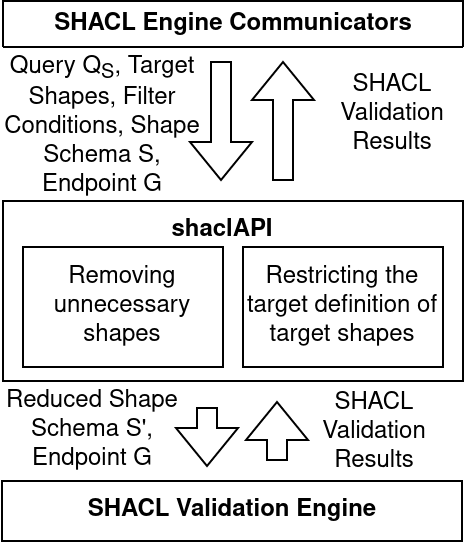 SHACL Engine Communicators
Query QS, Target
Shapes, Filter
Conditions, Shape
Schema S,
Endpoint G
SHACL
Validation
Results
shaclAPI
Removing
unnecessary
shapes
Restricting the
target definition of
target shapes
Reduced Shape
Schema S',
Endpoint G
SHACL
Validation
Results
SHACL Validation Engine